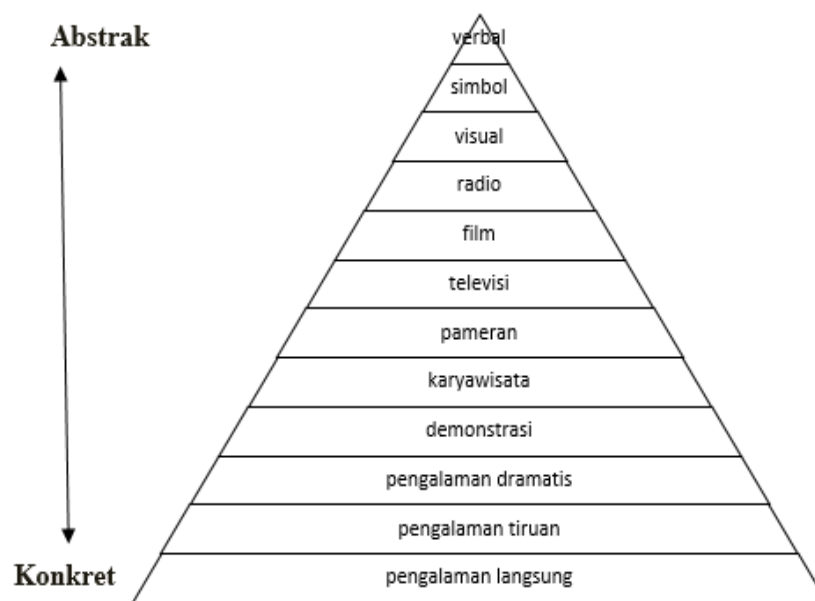 Abstrak
verbal
simbol
visual
radio
film
televisi
pameran
karyawisata
demonstrasi
pengalaman dramatis
pengalaman tiruan
Konkret
pengalaman langsung